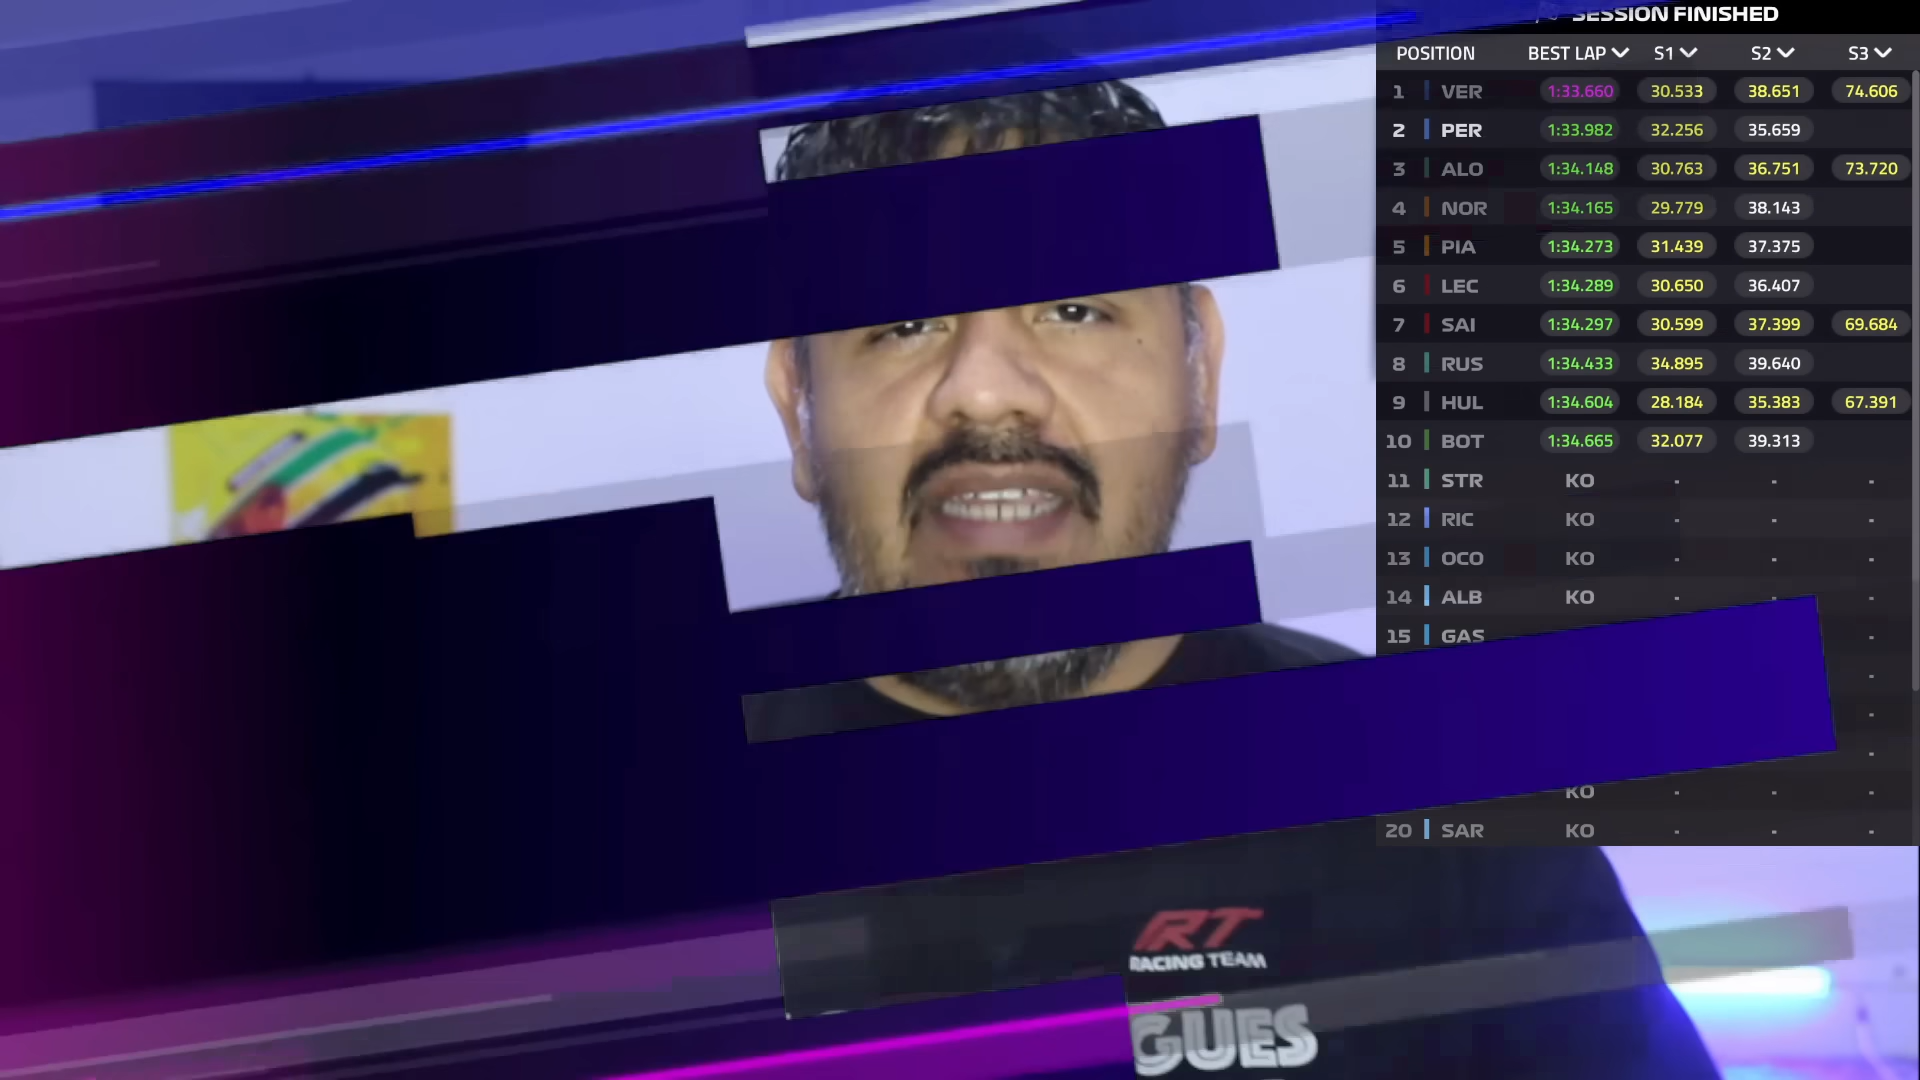 SESSION FINISHED
POSITION BEST LAP S1 S2 S3
1 VER 1:33.660 30.533 38.651 74.606
2 PER 1:33.982 32.256 35.659
3 ALO 1:34.148 30.763 36.751 73.720
4 NOR 1:34.165 29.779 38.143
5 PIA 1:34.273 31.439 37.375
6 LEC 1:34.289 30.650 36.407
7 SAI 1:34.297 30.599 37.399 69.684
8 RUS 1:34.433 34.895 39.640
9 HUL 1:34.604 28.184 35.383 67.391
10 BOT 1:34.665 32.077 39.313
11 STR KO - - -
12 RIC KO - - -
13 OCO KO - - -
14 ALB KO - - -
15 GAS -
-
-
-
KO - - -
20 SAR KO - - -
RT
RACING TEAM
GUES